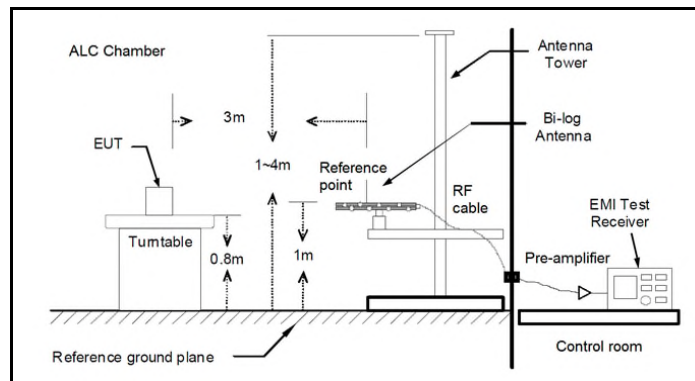 ALC Chamber
Antenna
Tower
3m
Bi-log
Antenna
EUT
1~4m
Reference
point
RF
cable
EMI Test
Receiver
Turntable
0.8m
1m
Pre-amplifier
Reference ground plane
Control room